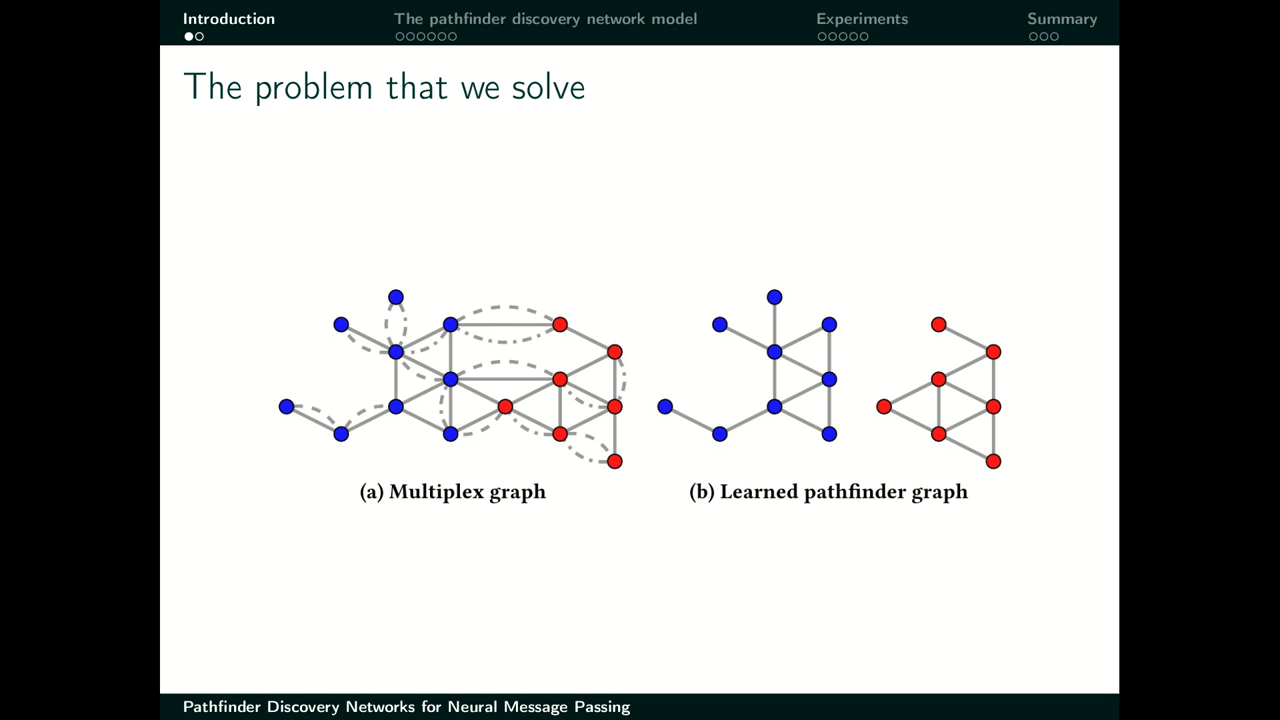 Introduction
The pathfinder discovery network model
Experiments
Summary
The problem that we solve
(a) Multiplex graph
(b) Learned pathfinder graph
Pathfinder Discovery Networks for Neural Message Passing